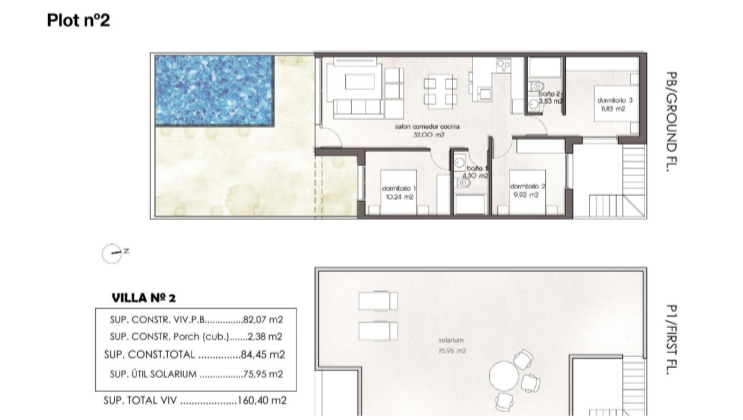 Plot nº2
PB/GROUND FL.
baño 2
3,83 m2
dormitorio 3
11,83 m2
salon comedor cocina
32,00 m2
baño 1
4,30 m2
dormitorio 1
10,24 m2
dormitorio 2
9,92 m2
N
VILLA Nº 2
SUP. CONSTR. VIV.P.B...............82,07 m2
SUP. CONSTR. Porch (cub.).......2,38 m2
SUP. CONST.TOTAL ...............84,45 m2
SUP. ÚTIL SOLARIUM .................75,95 m2
SUP. TOTAL VIV ......................160,40 m2
solarium
75,95 m2
P1/FIRST FL.